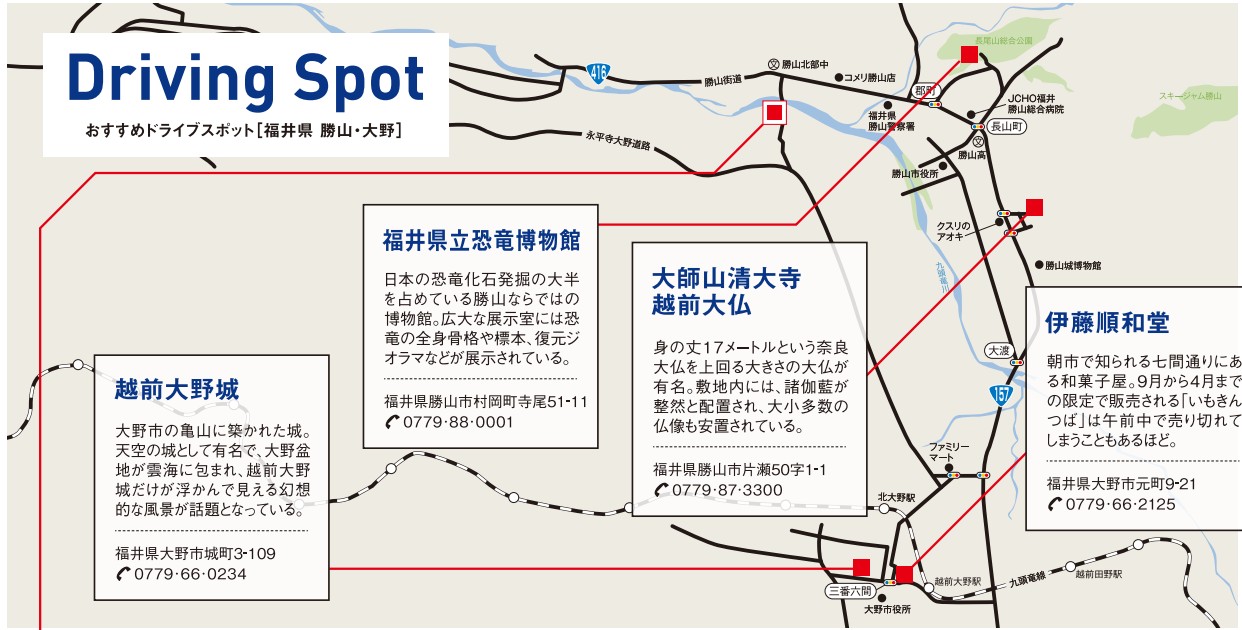 Driving Spot
おすすめドライブスポット[福井県 勝山・大野]
416
勝山街道
勝山北部中
コメリ勝山店
長尾山総合公園
スキージャム勝山
郡町
福井県
勝山警察署
JCHO福井
勝山総合病院
長山町
勝山高
勝山市役所
永平寺大野道路
クスリの
アオキ
勝山城博物館
九頭竜川
大渡
157
福井県立恐竜博物館
日本の恐竜化石発掘の大半
を占めている勝山ならではの
博物館。広大な展示室には恐
竜の全身骨格や標本、復元ジ
オラマなどが展示されている。
福井県勝山市村岡町寺尾51-11
0779・88・0001
大師山清大寺
越前大仏
身の丈17メートルという奈良
大仏を上回る大きさの大仏が
有名。敷地内には、諸伽藍が
整然と配置され、大小多数の
仏像も安置されている。
福井県勝山市片瀬50字1-1
0779・87・3300
伊藤順和堂
朝市で知られる七間通りにあ
る和菓子屋。9月から4月まで
の限定で販売される「いもきん
つば」は午前中で売り切れて
しまうこともあるほど。
福井県大野市元町9-21
0779・66・2125
越前大野城
大野市の亀山に築かれた城。
天空の城として有名で、大野盆
地が雲海に包まれ、越前大野
城だけが浮かんで見える幻想
的な風景が話題となっている。
福井県大野市城町3-109
0779・66・0234
ファミリー
マート
北大野駅
三番六間
大野市役所
越前大野駅
九頭竜線
越前田野駅